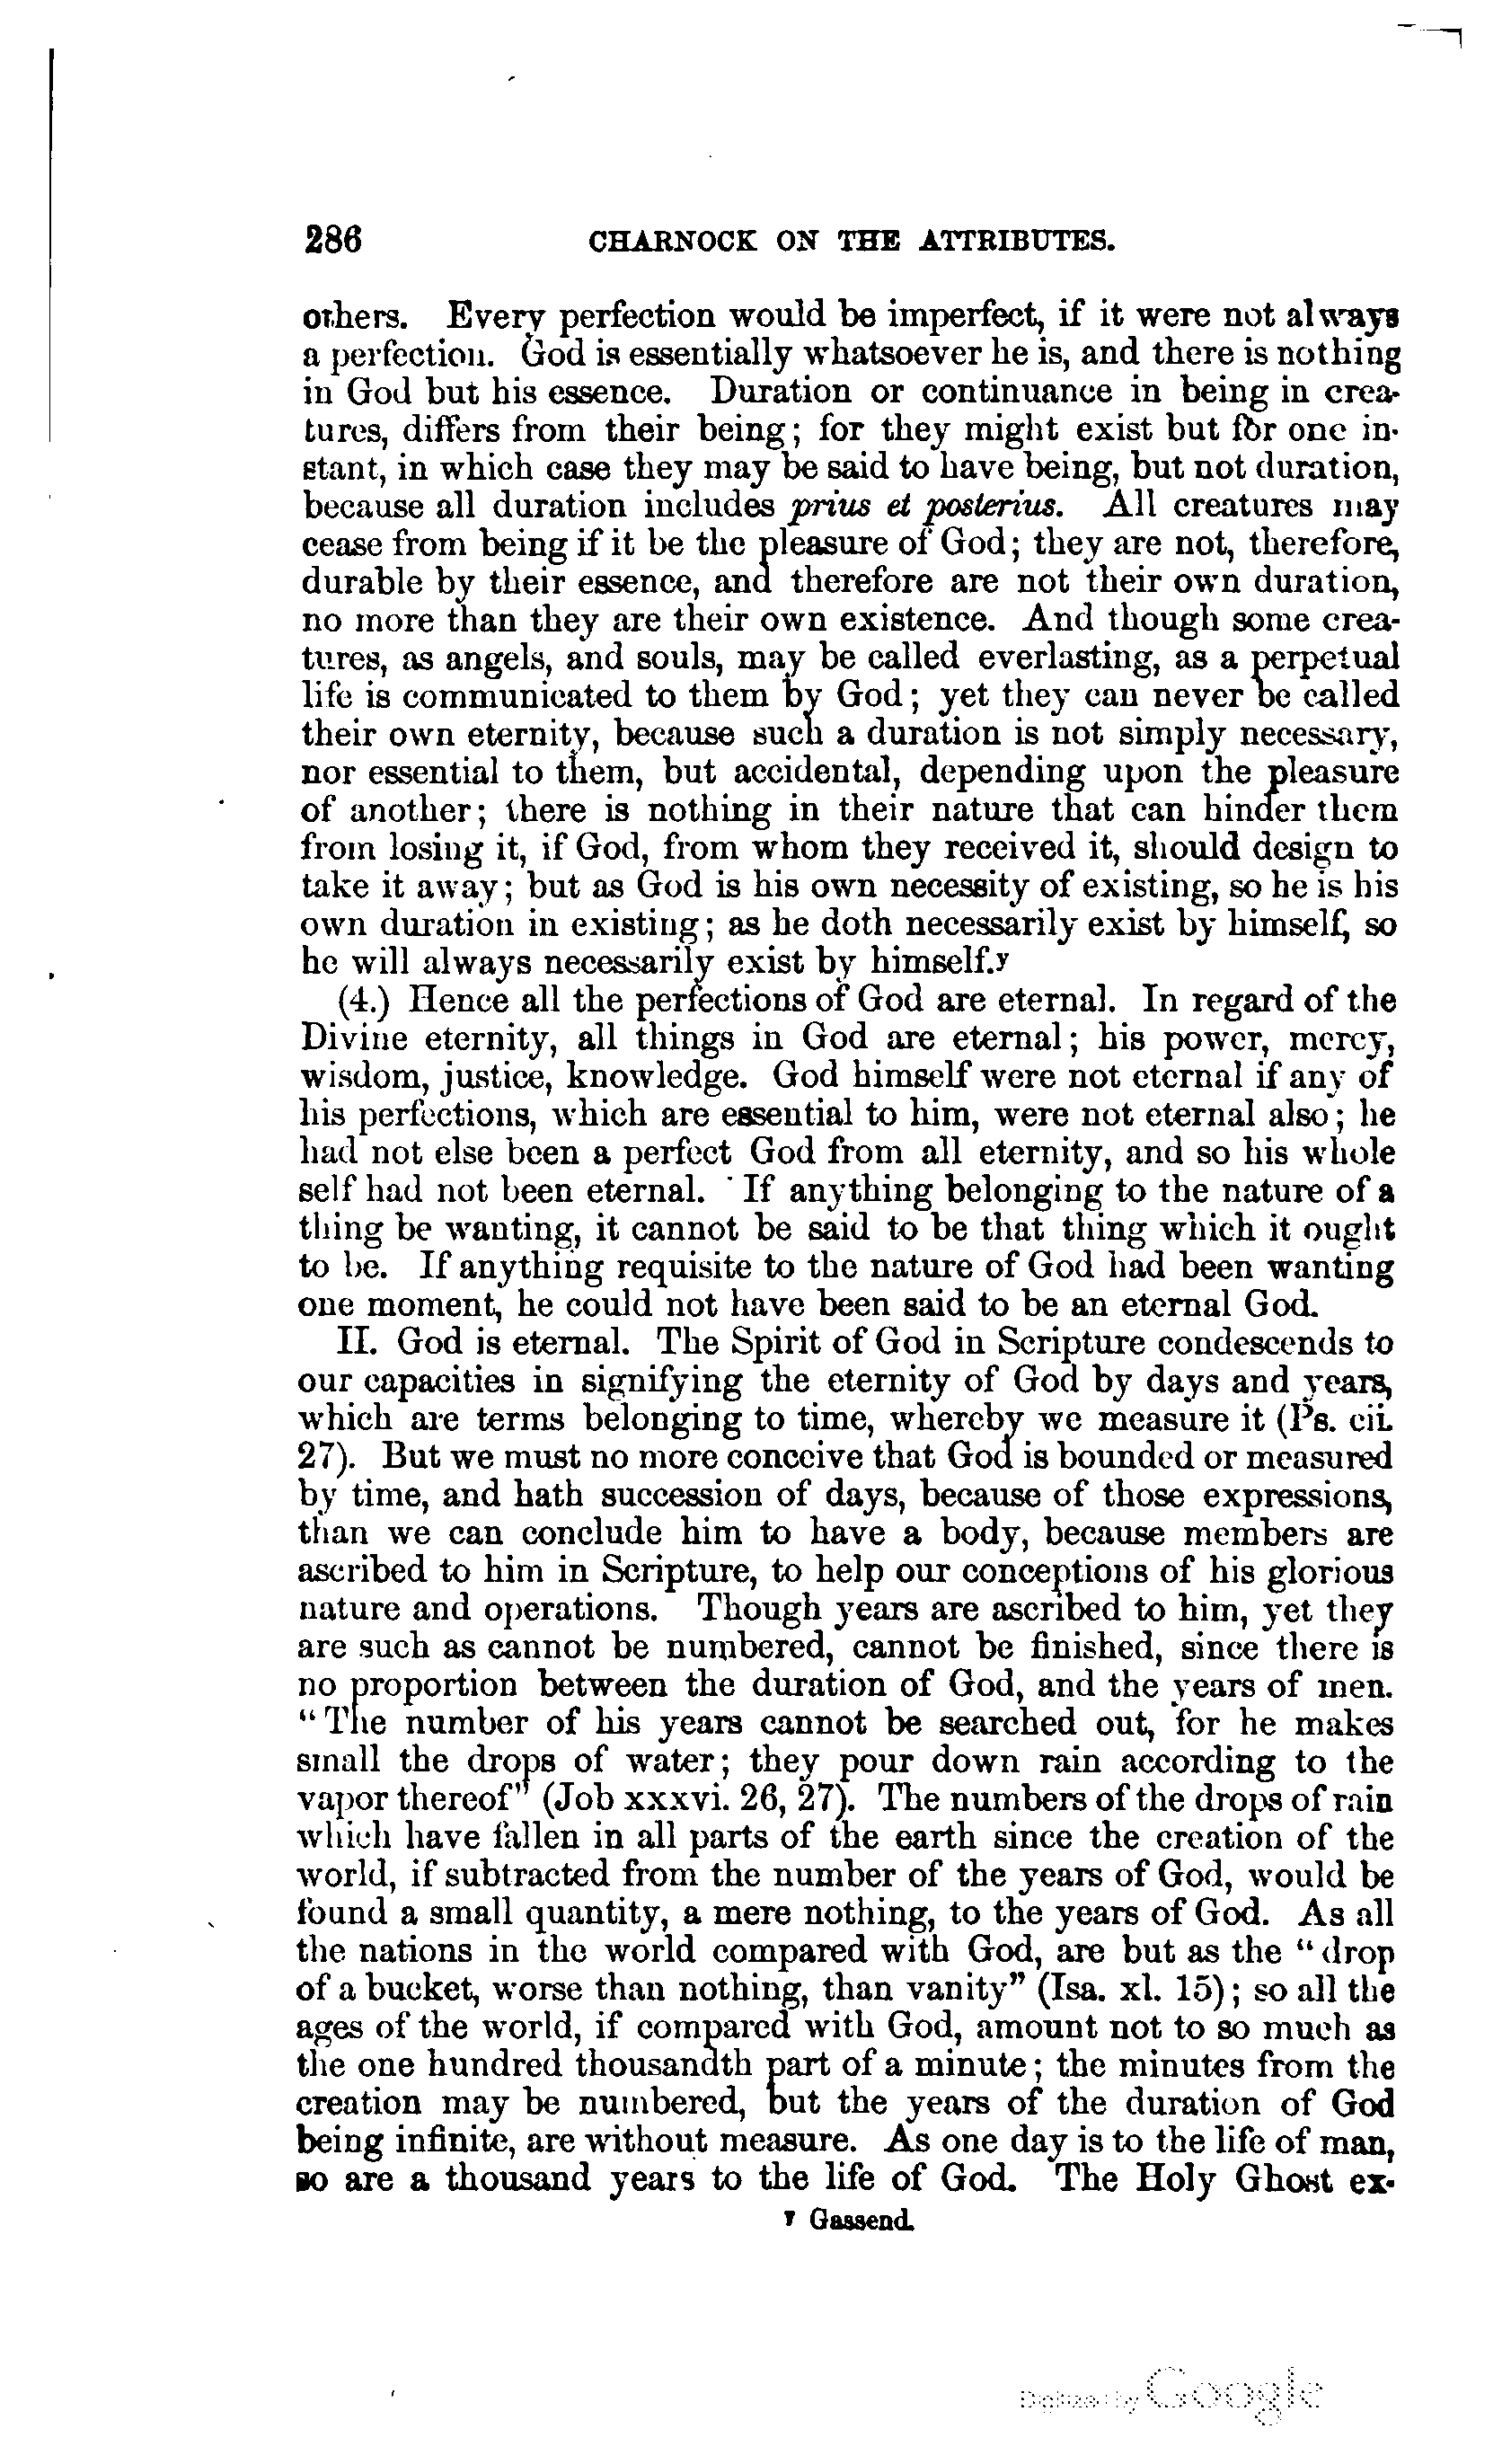 286 CHARNOCK ON THE ATTRIBUTES.
others. Every perfection would be imperfect, if it were not always
a perfection. God is essentially whatsoever he is, and there is nothing
in God but his essence. Duration or continuance in being in crea-
tures, differs from their being; for they might exist but for one in-
stant, in which case they may be said to have being, but not duration,
because all duration includes prius et posterius. All creatures may
cease from being if it be the pleasure of God; they are not, therefore,
durable by their essence, and therefore are not their own duration,
no more than they are their own existence. And though some crea-
tures, as angels, and souls, may be called everlasting, as a perpetual
life is communicated to them by God; yet they can never be called
their own eternity, because such a duration is not simply necessary,
nor essential to them, but accidental, depending upon the pleasure
of another; there is nothing in their nature that can hinder them
from losing it, if God, from whom they received it, should design to
take it away; but as God is his own necessity of existing, so he is his
own duration in existing; as he doth necessarily exist by himself, so
he will always necessarily exist by himself.y
(4.) Hence all the perfections of God are eternal. In regard of the
Divine eternity, all things in God are eternal; his power, mercy,
wisdom, justice, knowledge. God himself were not eternal if any of
his perfections, which are essential to him, were not eternal also; he
had not else been a perfect God from all eternity, and so his whole
self had not been eternal. If anything belonging to the nature of a
thing be wanting, it cannot be said to be that thing which it ought
to be. If anything requisite to the nature of God had been wanting
one moment, he could not have been said to be an eternal God.
II. God is eternal. The Spirit of God in Scripture condescends to
our capacities in signifying the eternity of God by days and years,
which are terms belonging to time, whereby we measure it (Ps. cii.
27). But we must no more conceive that God is bounded or measured
by time, and hath succession of days, because of those expressions,
than we can conclude him to have a body, because members are
ascribed to him in Scripture, to help our conceptions of his glorious
nature and operations. Though years are ascribed to him, yet they
are such as cannot be numbered, cannot be finished, since there is
no proportion between the duration of God, and the years of men.
"The number of his years cannot be searched out, for he makes
small the drops of water; they pour down rain according to the
vapor thereof" (Job xxxvi. 26, 27). The numbers of the drops of rain
which have fallen in all parts of the earth since the creation of the
world, if subtracted from the number of the years of God, would be
found a small quantity, a mere nothing, to the years of God. As all
the nations in the world compared with God, are but as the "drop
of a bucket, worse than nothing, than vanity" (Isa. xl. 15); so all the
ages of the world, if compared with God, amount not to so much as
the one hundred thousandth part of a minute; the minutes from the
creation may be numbered, but the years of the duration of God
being infinite, are without measure. As one day is to the life of man,
so are a thousand years to the life of God. The Holy Ghost ex-
y Gassend.
Digitized by Google